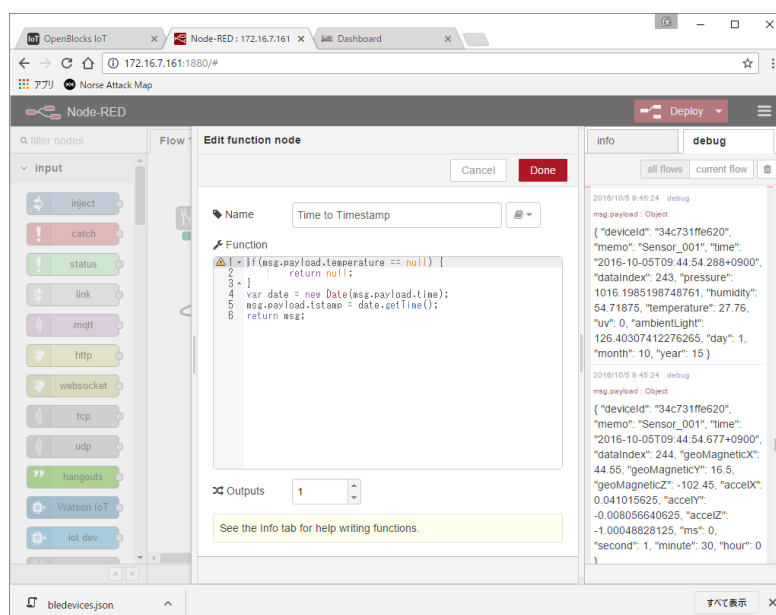 保
IoT OpenBlocks IoT
Node-RED : 172.16.7.161
Dashboard
172.16.7.161:1880/#
アプリ
Norse Attack Map
Node-RED
Deploy
filter nodes
Flow
Edit function node
info
debug
input
Cancel
Done
all flows
current flow
inject
catch
status
link
mqtt
http
websocket
tcp
udp
hangouts
Watson IoT
iot dev
Name
Time to Timestamp
Function
1 if(msg.payload.temperature == null) {
2 return null;
3 }
4 var date = new Date(msg.payload.time);
5 msg.payload.tstamp = date.getTime();
6 return msg;
Outputs
1
See the Info tab for help writing functions.
2016/10/5 9:45:24 debug
msg.payload : Object
{ "deviceId": "34c731ffe620",
"memo": "Sensor_001", "time":
"2016-10-05T09:44:54.288+0900",
"dataIndex": 243, "pressure":
1016.1985198748761, "humidity":
54.71875, "temperature": 27.76,
"uv": 0, "ambientLight":
126.40307412276265, "day": 1,
"month": 10, "year": 15 }
2016/10/5 9:45:24 debug
msg.payload : Object
{ "deviceId": "34c731ffe620",
"memo": "Sensor_001", "time":
"2016-10-05T09:44:54.677+0900",
"dataIndex": 244, "geoMagneticX":
44.55, "geoMagneticY": 16.5,
"geoMagneticZ": -102.45, "accelX":
0.041015625, "accelY":
-0.008056640625, "accelZ":
-1.00048828125, "ms": 0,
"second": 1, "minute": 30, "hour": 0
}
bledevices.json
すべて表示